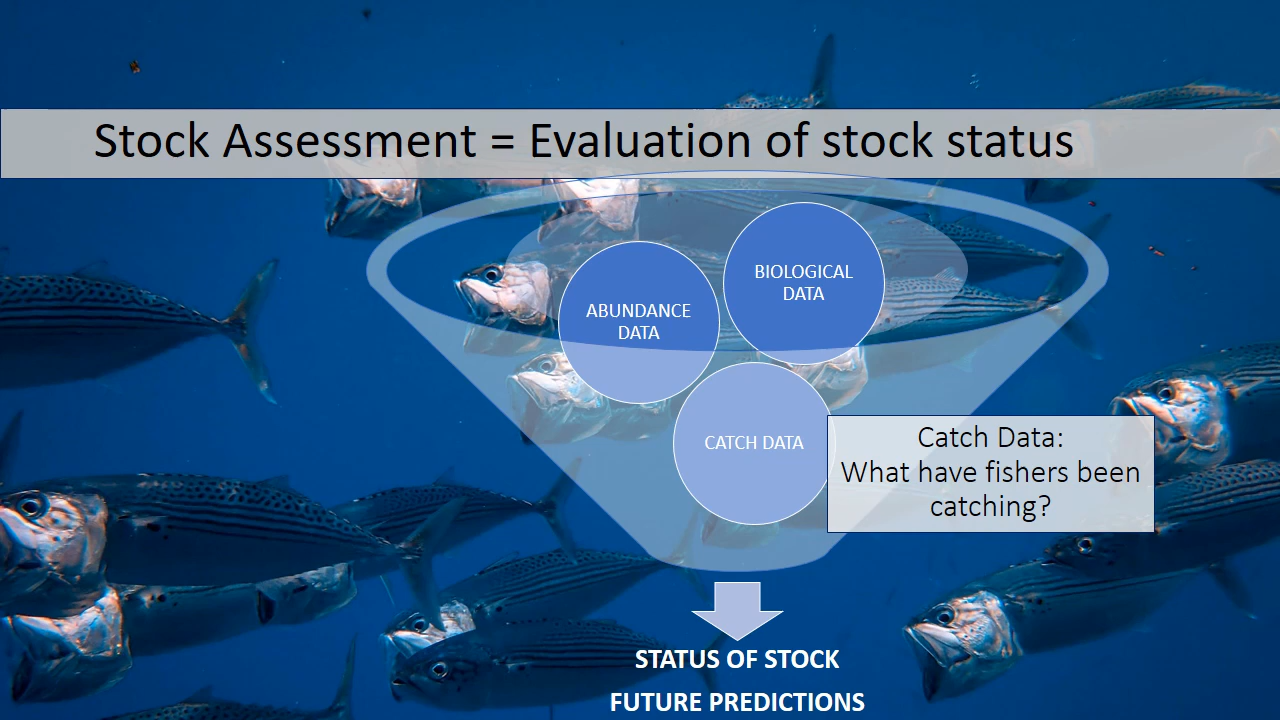 Stock Assessment = Evaluation of stock status
BIOLOGICAL
DATA
ABUNDANCE
DATA
CATCH DATA
Catch Data:
What have fishers been
catching?
STATUS OF STOCK
FUTURE PREDICTIONS